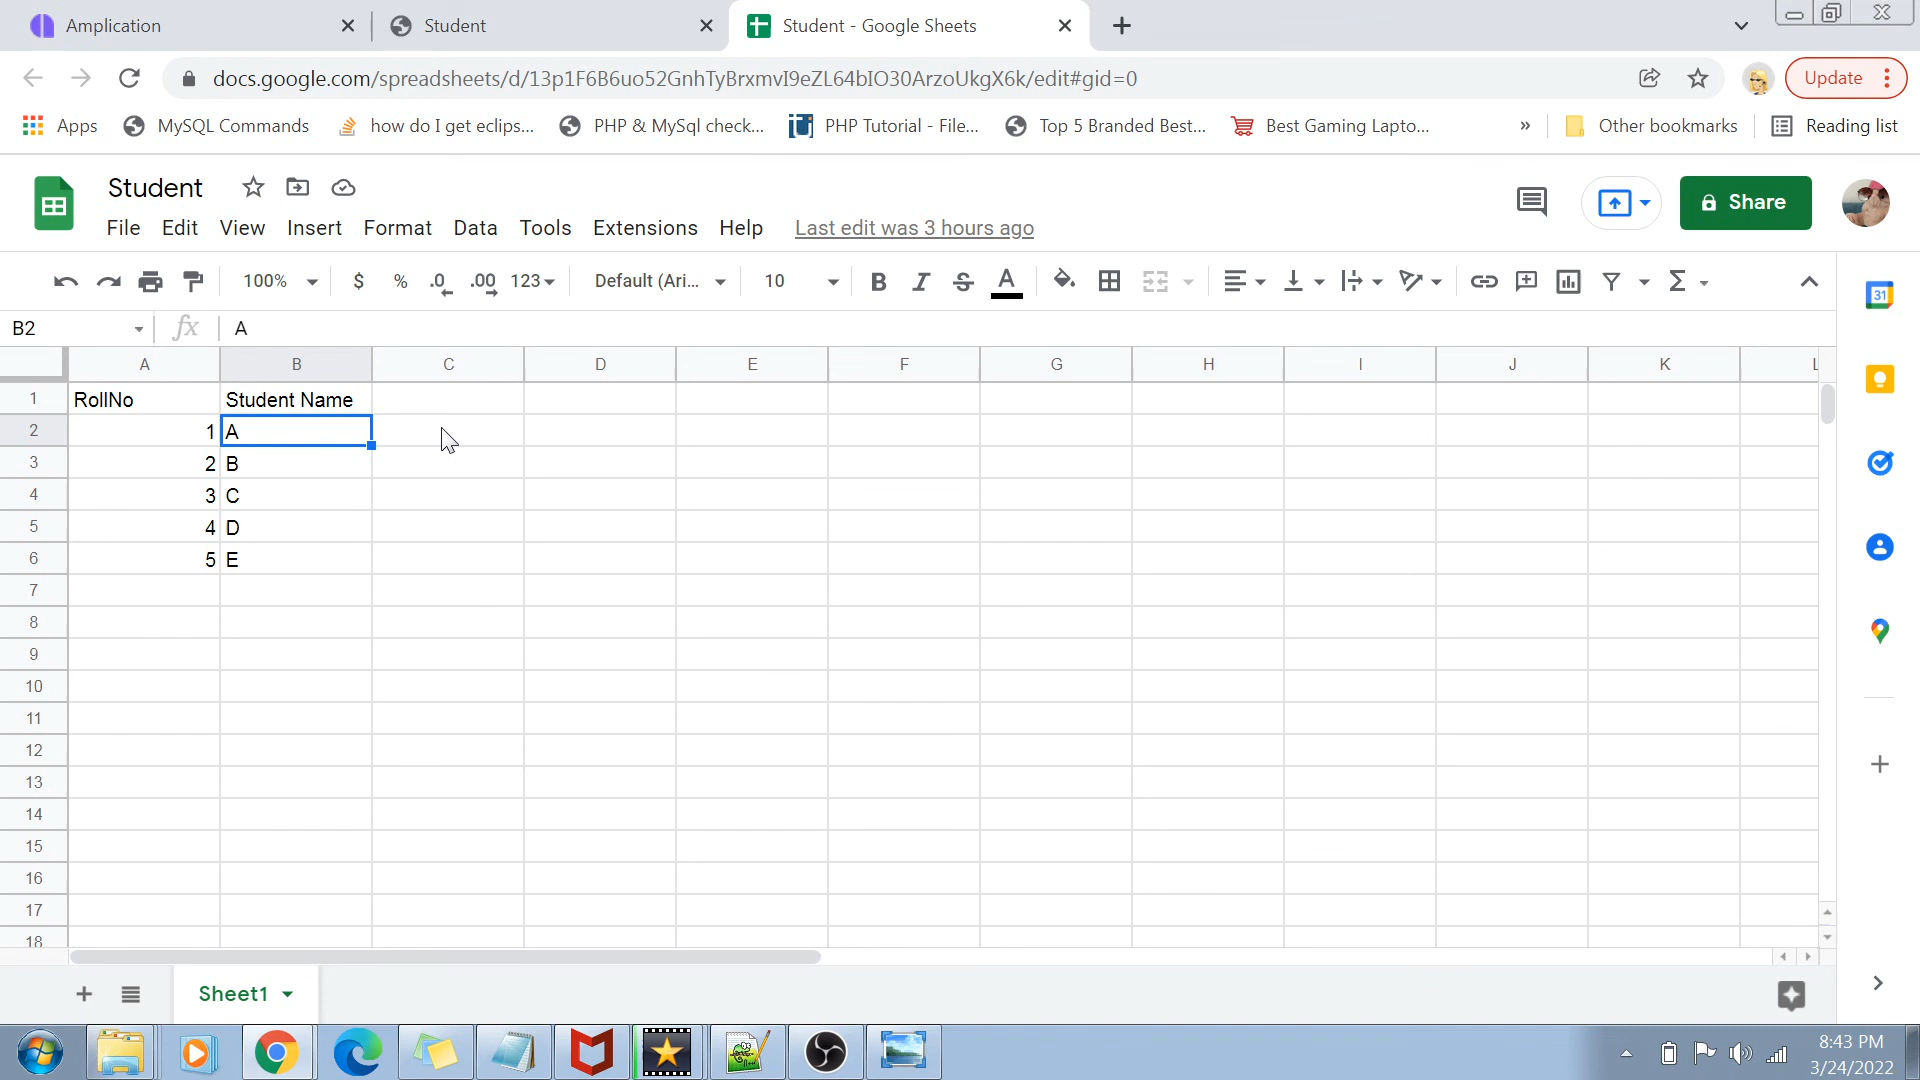 Amplication
Student
Student - Google Sheets
docs.google.com/spreadsheets/d/13p1F6B6uo52GnhTyBrxmvI9eZL64bIO30ArzoUkgX6k/edit#gid=0
Update
Apps
MySQL Commands
how do I get eclips...
PHP & MySql check...
PHP Tutorial - File...
Top 5 Branded Best...
Best Gaming Lapto...
»
Other bookmarks
Reading list
Student
Share
File Edit View Insert Format Data Tools Extensions Help Last edit was 3 hours ago
100% $ % .0 .00 123 Default (Ari... 10 B I S A Σ
31
B2 fx A
A B C D E F G H I J K L
1 RollNo Student Name
2 1 A
3 2 B
4 3 C
5 4 D
6 5 E
7
8
9
10
11
12
13
14
15
16
17
18
Sheet1
8:43 PM
3/24/2022